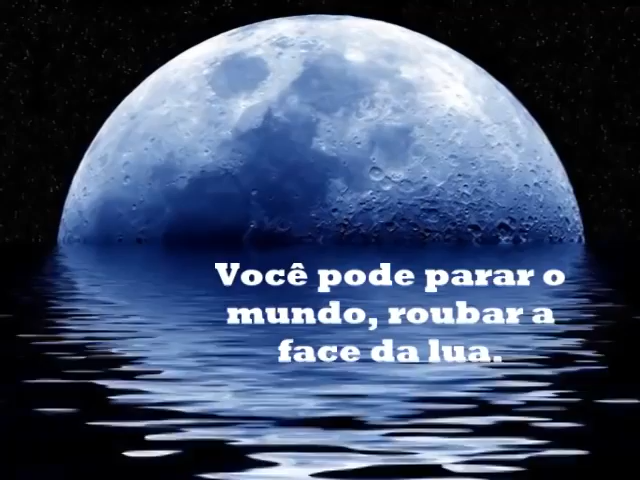 Você pode parar o
mundo, roubar a
face da lua.